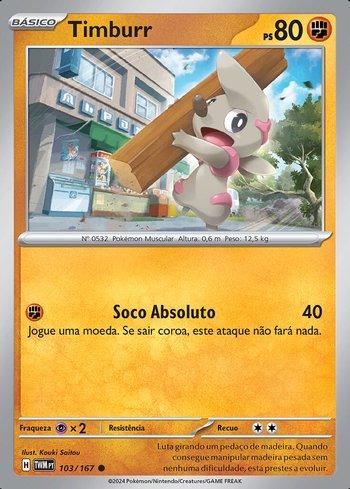 BÁSICO
Timburr
PS 80
Nº 0532 Pokémon Muscular Altura: 0,6 m Peso: 12,5 kg
Soco Absoluto 40
Jogue uma moeda. Se sair coroa, este ataque não fará nada.
Fraqueza ×2 Resistência Recuo
Ilust. Kouki Saitou
H TWM PT 103/167
Luta girando um pedaço de madeira. Quando
consegue manipular madeira pesada sem
nenhuma dificuldade, está prestes a evoluir.
©2024 Pokémon/Nintendo/Creatures/GAME FREAK